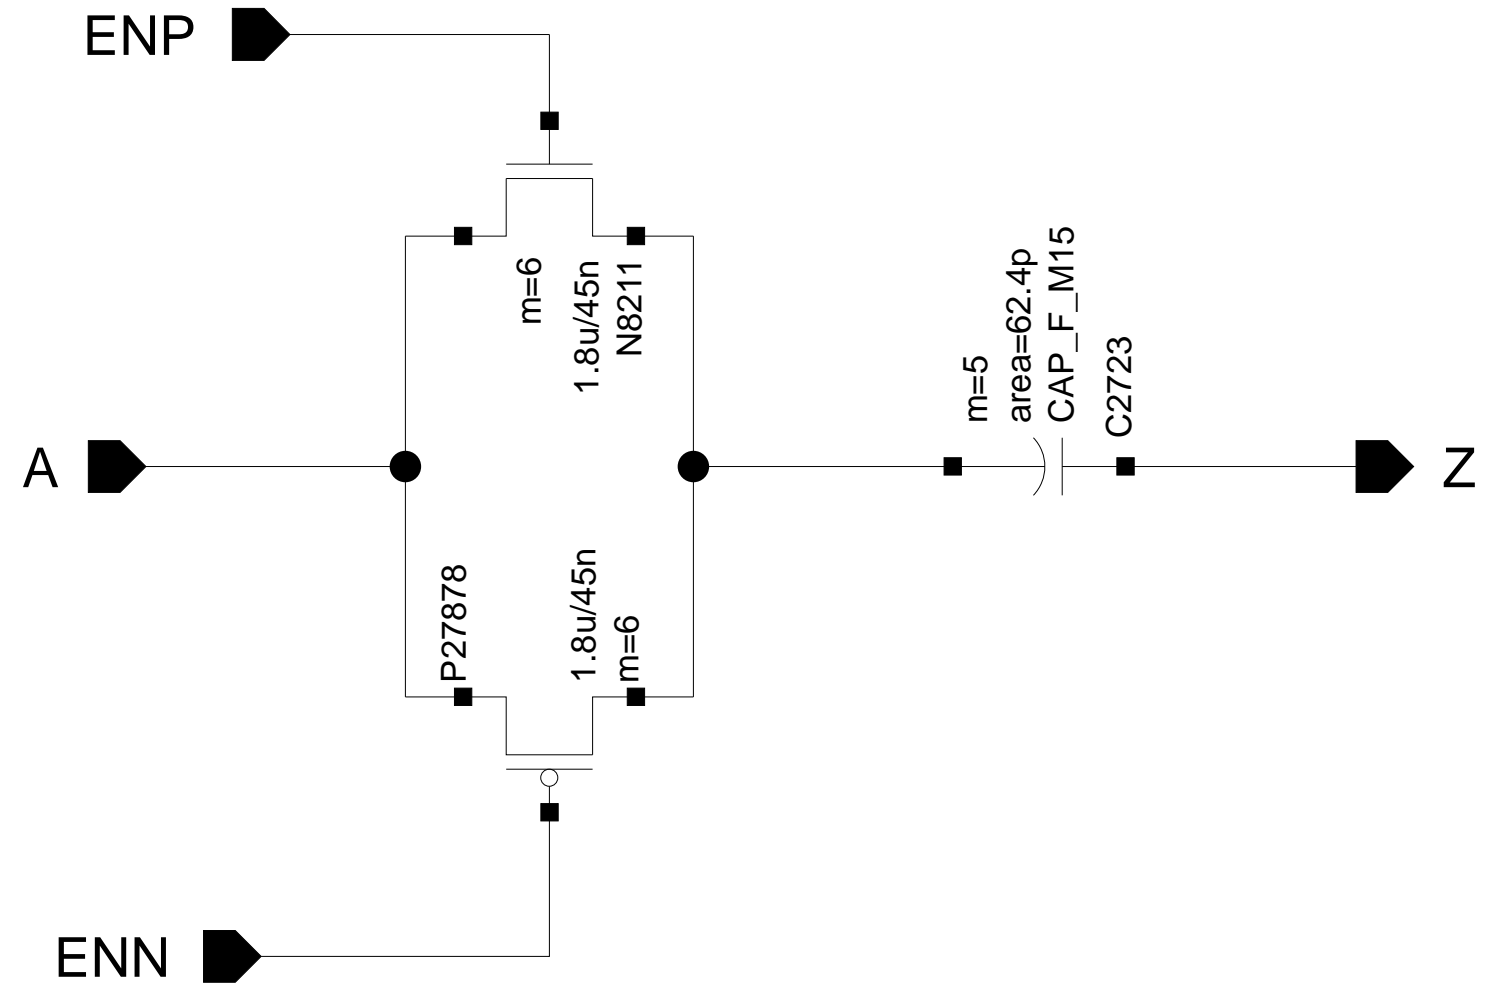 ENP
m=6
1.8u/45n
N8211
m=5
area=62.4p
CAP_F_M15
C2723
A
Z
P27878
1.8u/45n
m=6
ENN